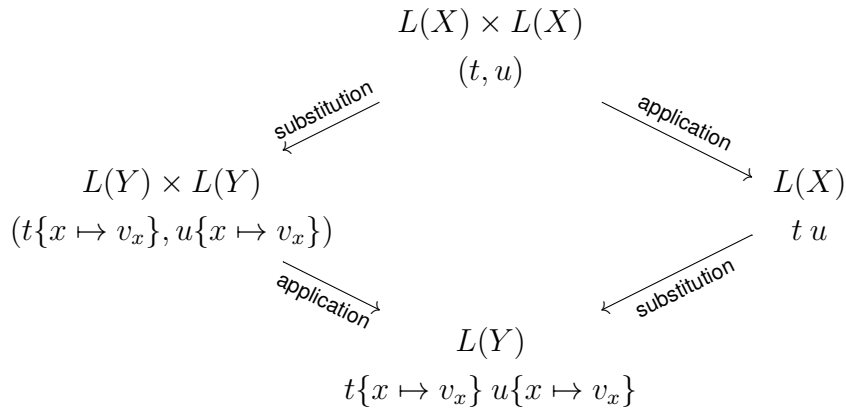 L(X) × L(X)
(t, u)
substitution
application
L(Y) × L(Y)
(t{x ↦ v_x}, u{x ↦ v_x})
L(X)
t u
application
substitution
L(Y)
t{x ↦ v_x} u{x ↦ v_x}